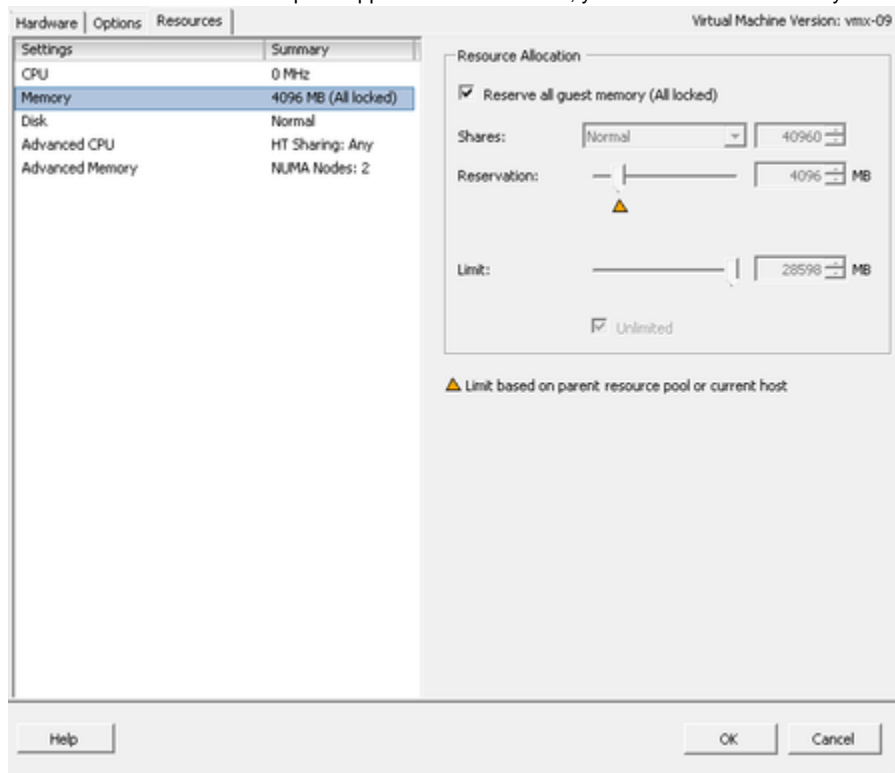 Hardware Options Resources Virtual Machine Version: vmx-09
Settings Summary
CPU 0 MHz
Memory 4096 MB (All locked)
Disk Normal
Advanced CPU HT Sharing: Any
Advanced Memory NUMA Nodes: 2
Resource Allocation
Reserve all guest memory (All locked)
Shares: Normal 40960
Reservation: 4096 MB
Limit: 28598 MB
Unlimited
Limit based on parent resource pool or current host
Help OK Cancel